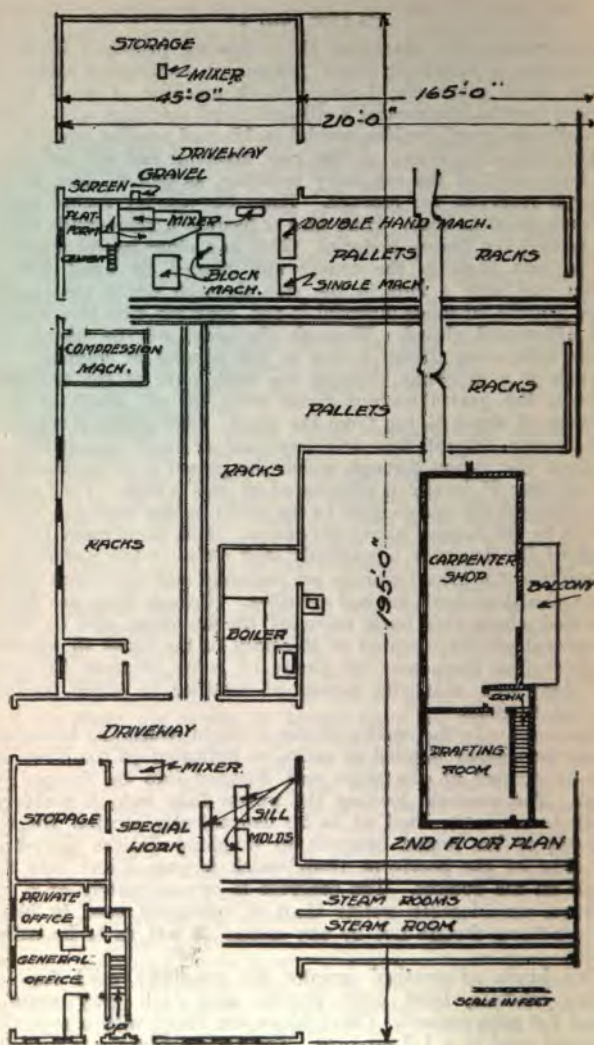 STORAGE
MIXER
45'-0"
165'-0"
210'-0"
DRIVEWAY
GRAVEL
SCREEN
PLAT-
FORM
MIXER
CEMENT
DOUBLE HAND MACH.
PALLETS
RACKS
BLOCK
MACH.
SINGLE MACH.
COMPRESSION
MACH.
RACKS
PALLETS
RACKS
RACKS
195'-0"
CARPENTER
SHOP
BALCONY
BOILER
DOWN
DRIVEWAY
DRAFTING
ROOM
MIXER.
STORAGE
SPECIAL
WORK
SILL
MOLDS
2ND FLOOR PLAN
PRIVATE
OFFICE
STEAM ROOMS
STEAM ROOM
GENERAL
OFFICE
UP
SCALE IN FEET